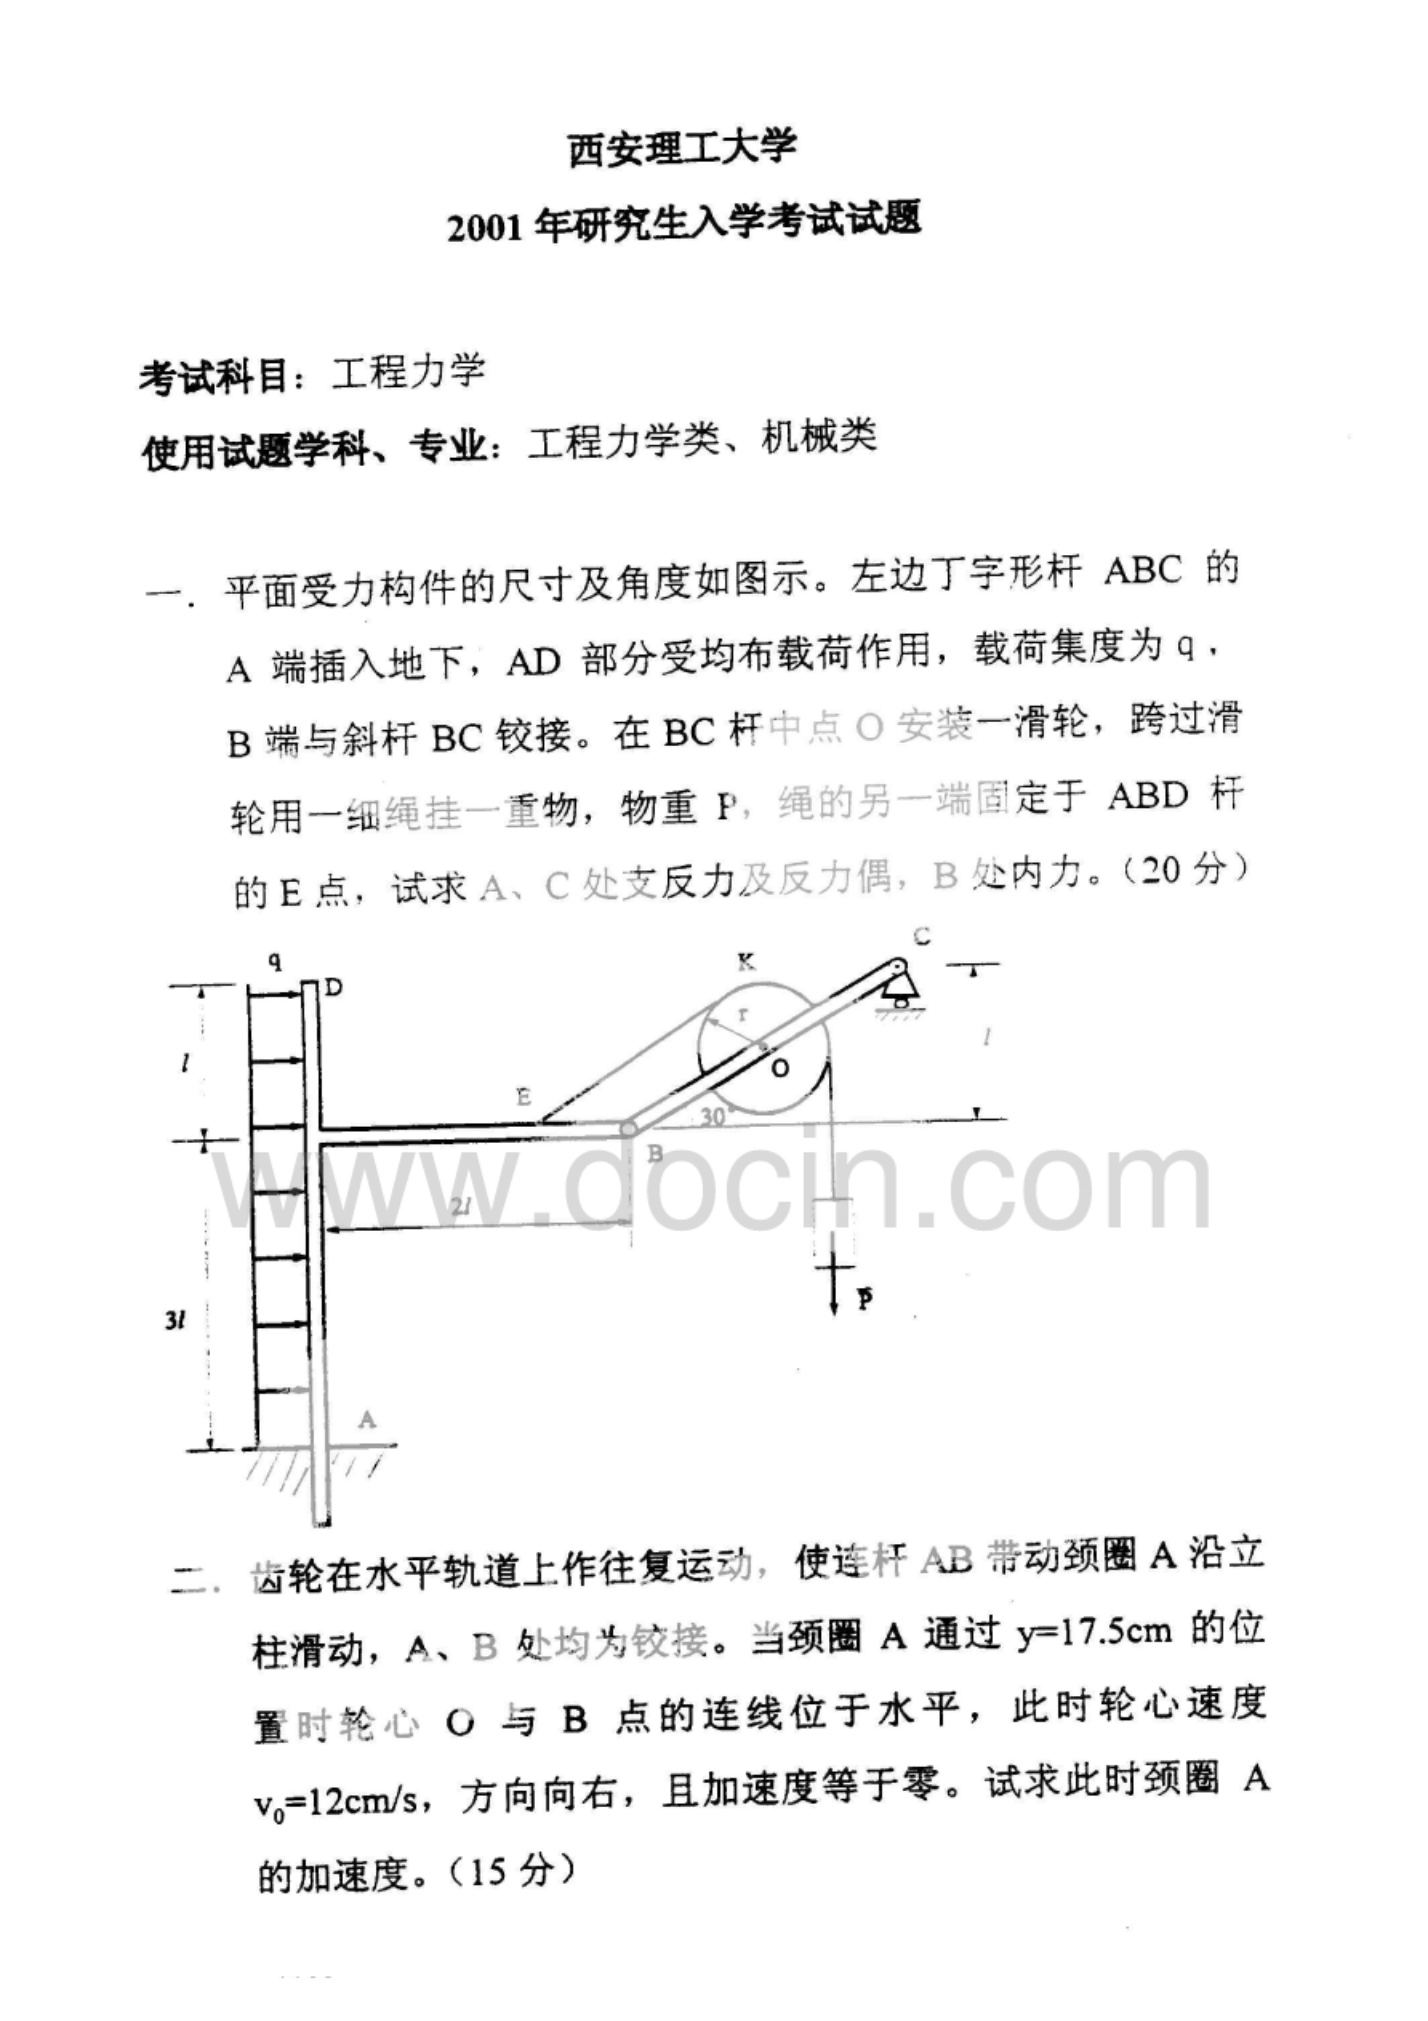 西安理工大学
2001 年研究生入学考试试题
考试科目：工程力学
使用试题学科、专业：工程力学类、机械类
一．平面受力构件的尺寸及角度如图示。左边丁字形杆 ABC 的
A 端插入地下，AD 部分受均布载荷作用，载荷集度为 q，
B 端与斜杆 BC 铰接。在 BC 杆中点 O 安装一滑轮，跨过滑
轮用一细绳挂一重物，物重 P，绳的另一端固定于 ABD 杆
的 E 点，试求 A、C 处支反力及反力偶，B 处内力。（20 分）
C
q
K
D
r
l
l
O
E
30°
B
2l
P
3l
A
www.docin.com
二．齿轮在水平轨道上作往复运动，使连杆 AB 带动颈圈 A 沿立
柱滑动，A、B 处均为铰接。当颈圈 A 通过 y=17.5cm 的位
置时轮心 O 与 B 点的连线位于水平，此时轮心速度
v₀=12cm/s，方向向右，且加速度等于零。试求此时颈圈 A
的加速度。（15 分）